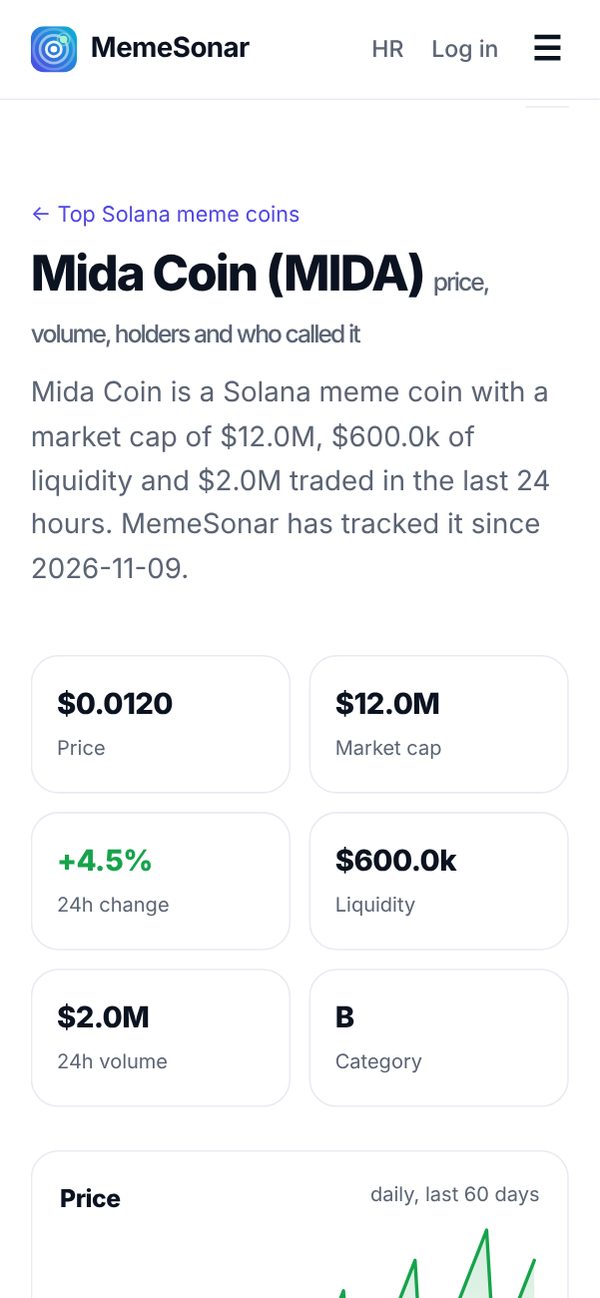 MemeSonar
HR
Log in
← Top Solana meme coins
Mida Coin (MIDA) price,
volume, holders and who called it
Mida Coin is a Solana meme coin with a
market cap of $12.0M, $600.0k of
liquidity and $2.0M traded in the last 24
hours. MemeSonar has tracked it since
2026-11-09.
$0.0120
Price
$12.0M
Market cap
+4.5%
24h change
$600.0k
Liquidity
$2.0M
24h volume
B
Category
Price
daily, last 60 days